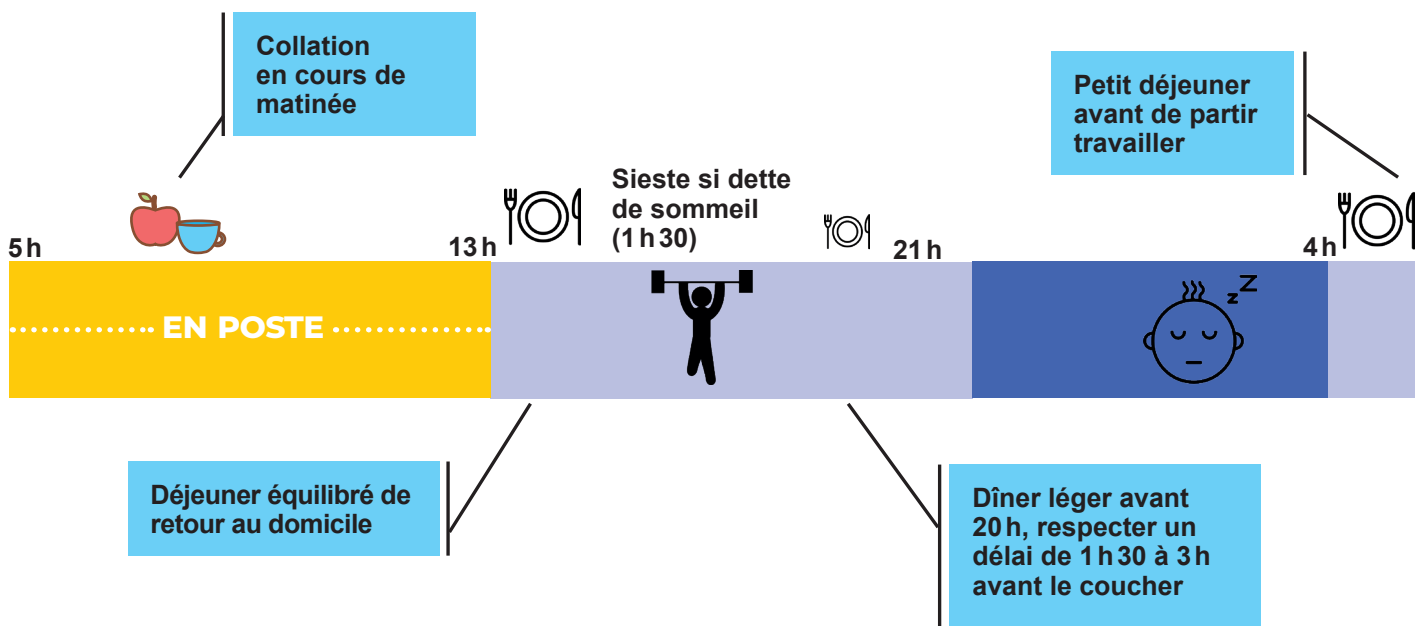 Collation
en cours de
matinée
Petit déjeuner
avant de partir
travailler
Sieste si dette
de sommeil
(1 h 30)
5 h
13 h
21 h
4 h
EN POSTE
z Z
Déjeuner équilibré de
retour au domicile
Dîner léger avant
20 h, respecter un
délai de 1 h 30 à 3 h
avant le coucher